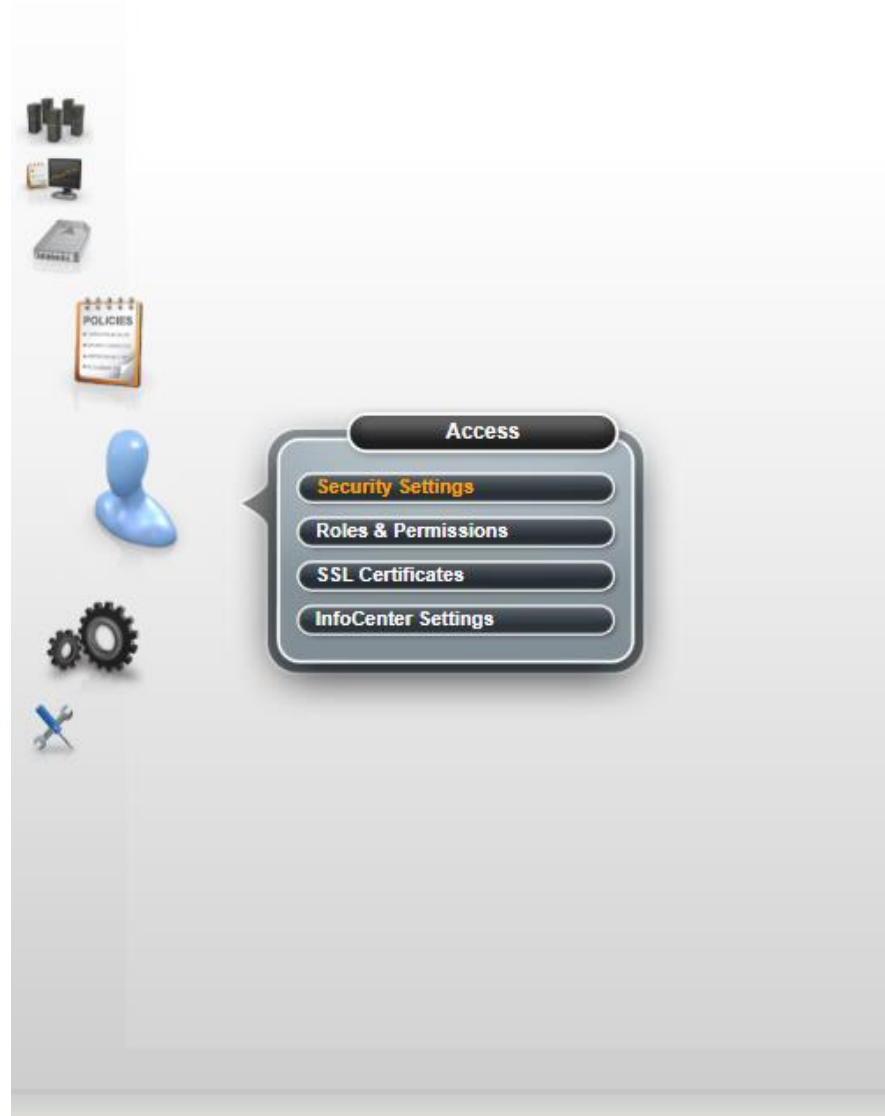 POLICIES
Access
Security Settings
Roles & Permissions
SSL Certificates
InfoCenter Settings